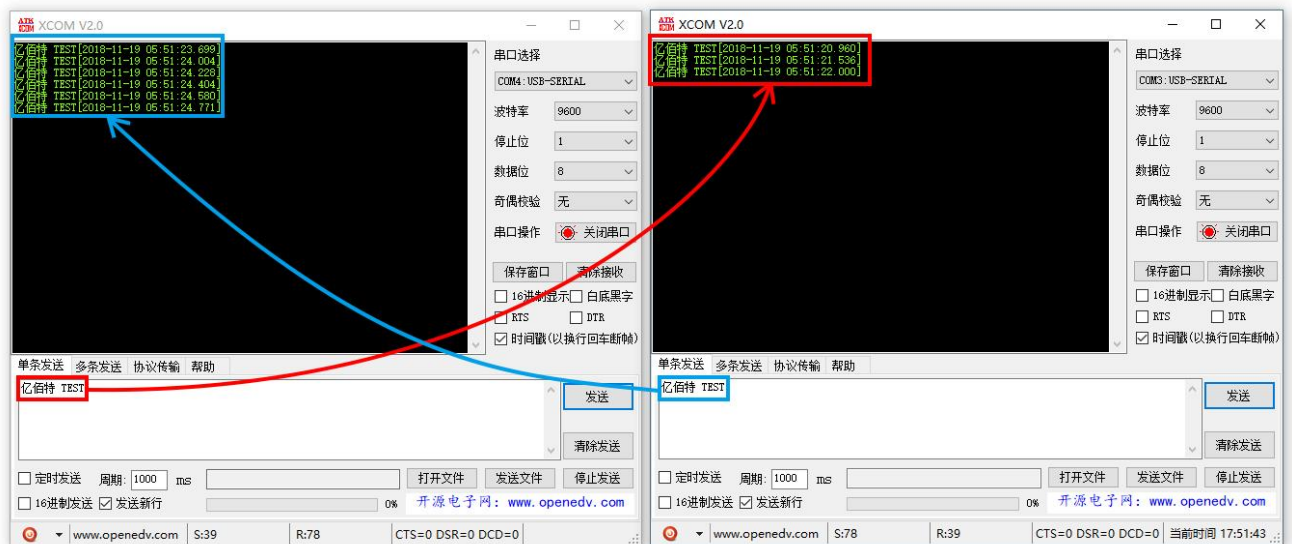 ATK XCOM XCOM V2.0
亿佰特 TEST[2018-11-19 05:51:23.699]
亿佰特 TEST[2018-11-19 05:51:24.004]
亿佰特 TEST[2018-11-19 05:51:24.228]
亿佰特 TEST[2018-11-19 05:51:24.404]
亿佰特 TEST[2018-11-19 05:51:24.580]
亿佰特 TEST[2018-11-19 05:51:24.771]
串口选择
COM4:USB-SERIAL
波特率 9600
停止位 1
数据位 8
奇偶校验 无
串口操作 关闭串口
保存窗口 清除接收
16进制显示 白底黑字
RTS DTR
时间戳(以换行回车断帧)
单条发送 多条发送 协议传输 帮助
亿佰特 TEST
发送
清除发送
定时发送 周期: 1000 ms 打开文件 发送文件 停止发送
16进制发送 发送新行 0% 开源电子网: www.openedv.com
www.openedv.com S:39 R:78 CTS=0 DSR=0 DCD=0
ATK XCOM XCOM V2.0
亿佰特 TEST[2018-11-19 05:51:20.960]
亿佰特 TEST[2018-11-19 05:51:21.536]
亿佰特 TEST[2018-11-19 05:51:22.000]
串口选择
COM3:USB-SERIAL
波特率 9600
停止位 1
数据位 8
奇偶校验 无
串口操作 关闭串口
保存窗口 清除接收
16进制显示 白底黑字
RTS DTR
时间戳(以换行回车断帧)
单条发送 多条发送 协议传输 帮助
亿佰特 TEST
发送
清除发送
定时发送 周期: 1000 ms 打开文件 发送文件 停止发送
16进制发送 发送新行 0% 开源电子网: www.openedv.com
www.openedv.com S:78 R:39 CTS=0 DSR=0 DCD=0 当前时间 17:51:43